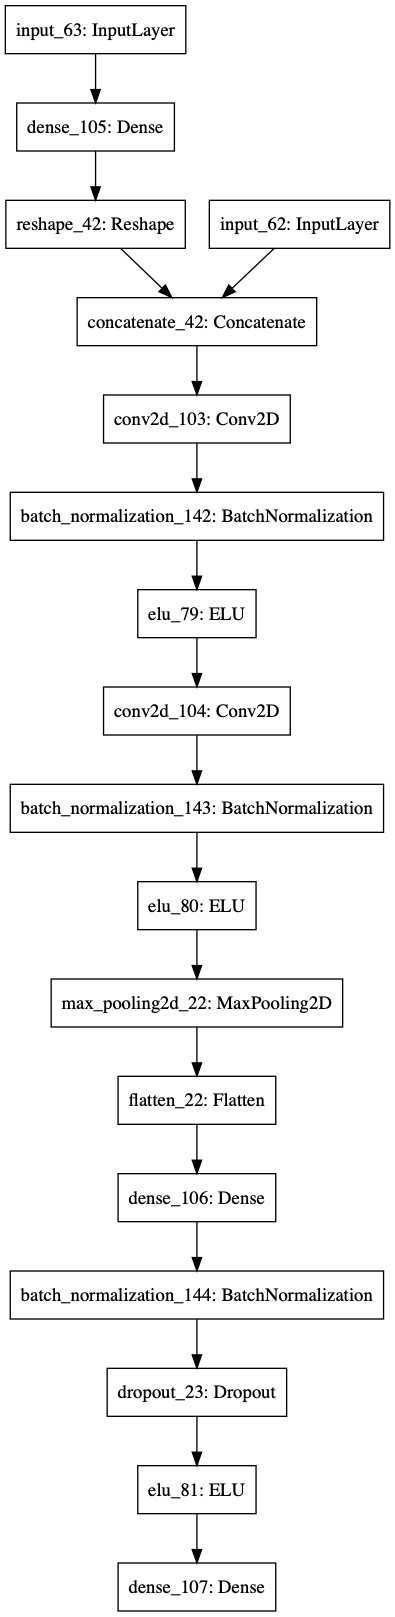 input_63: InputLayer
dense_105: Dense
reshape_42: Reshape
input_62: InputLayer
concatenate_42: Concatenate
conv2d_103: Conv2D
batch_normalization_142: BatchNormalization
elu_79: ELU
conv2d_104: Conv2D
batch_normalization_143: BatchNormalization
elu_80: ELU
max_pooling2d_22: MaxPooling2D
flatten_22: Flatten
dense_106: Dense
batch_normalization_144: BatchNormalization
dropout_23: Dropout
elu_81: ELU
dense_107: Dense